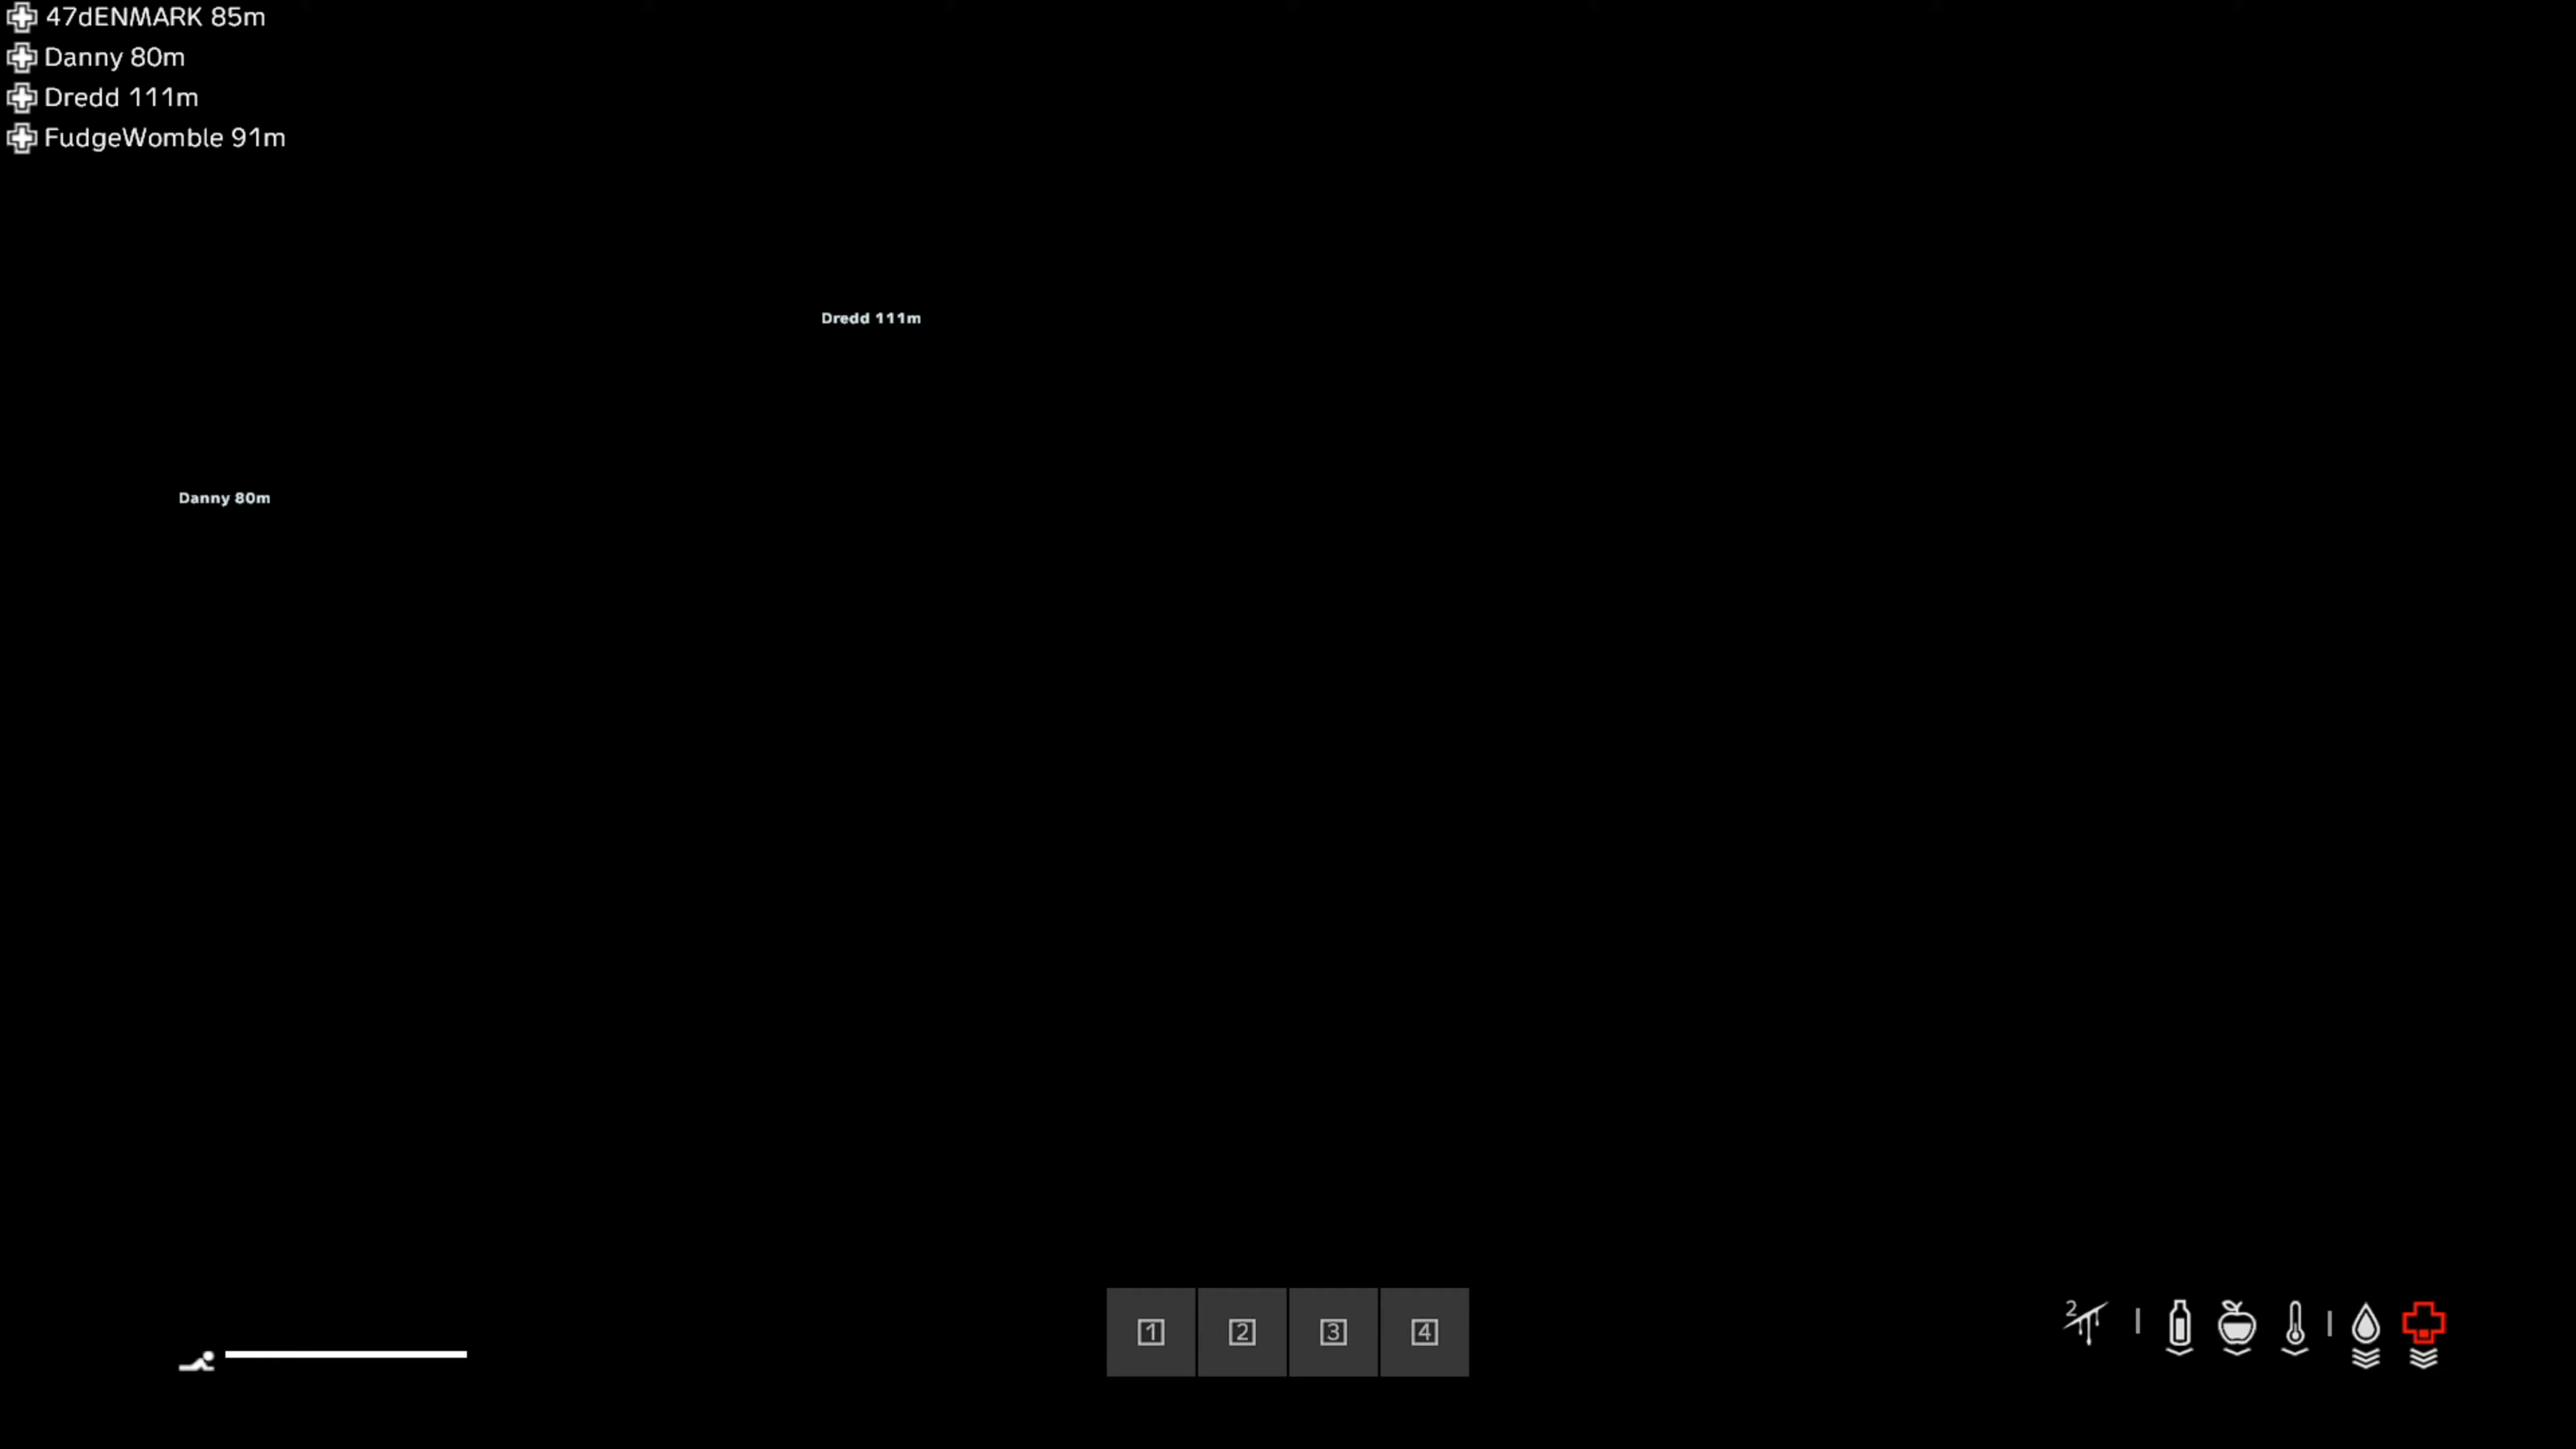 47dENMARK 85m
Danny 80m
Dredd 111m
FudgeWomble 91m
Dredd 111m
Danny 80m
1 2 3 4
2